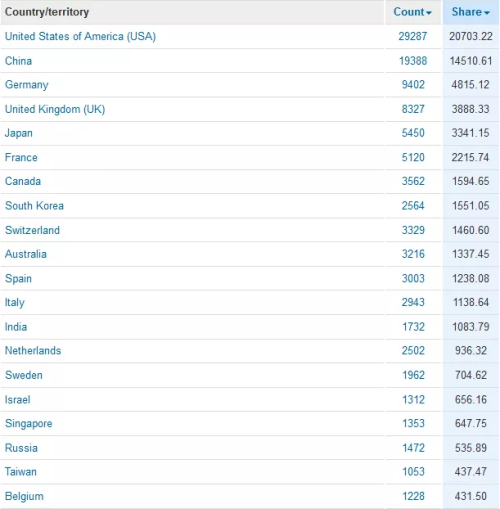 Country/territory Count Share
United States of America (USA) 29287 20703.22
China 19388 14510.61
Germany 9402 4815.12
United Kingdom (UK) 8327 3888.33
Japan 5450 3341.15
France 5120 2215.74
Canada 3562 1594.65
South Korea 2564 1551.05
Switzerland 3329 1460.60
Australia 3216 1337.45
Spain 3003 1238.08
Italy 2943 1138.64
India 1732 1083.79
Netherlands 2502 936.32
Sweden 1962 704.62
Israel 1312 656.16
Singapore 1353 647.75
Russia 1472 535.89
Taiwan 1053 437.47
Belgium 1228 431.50